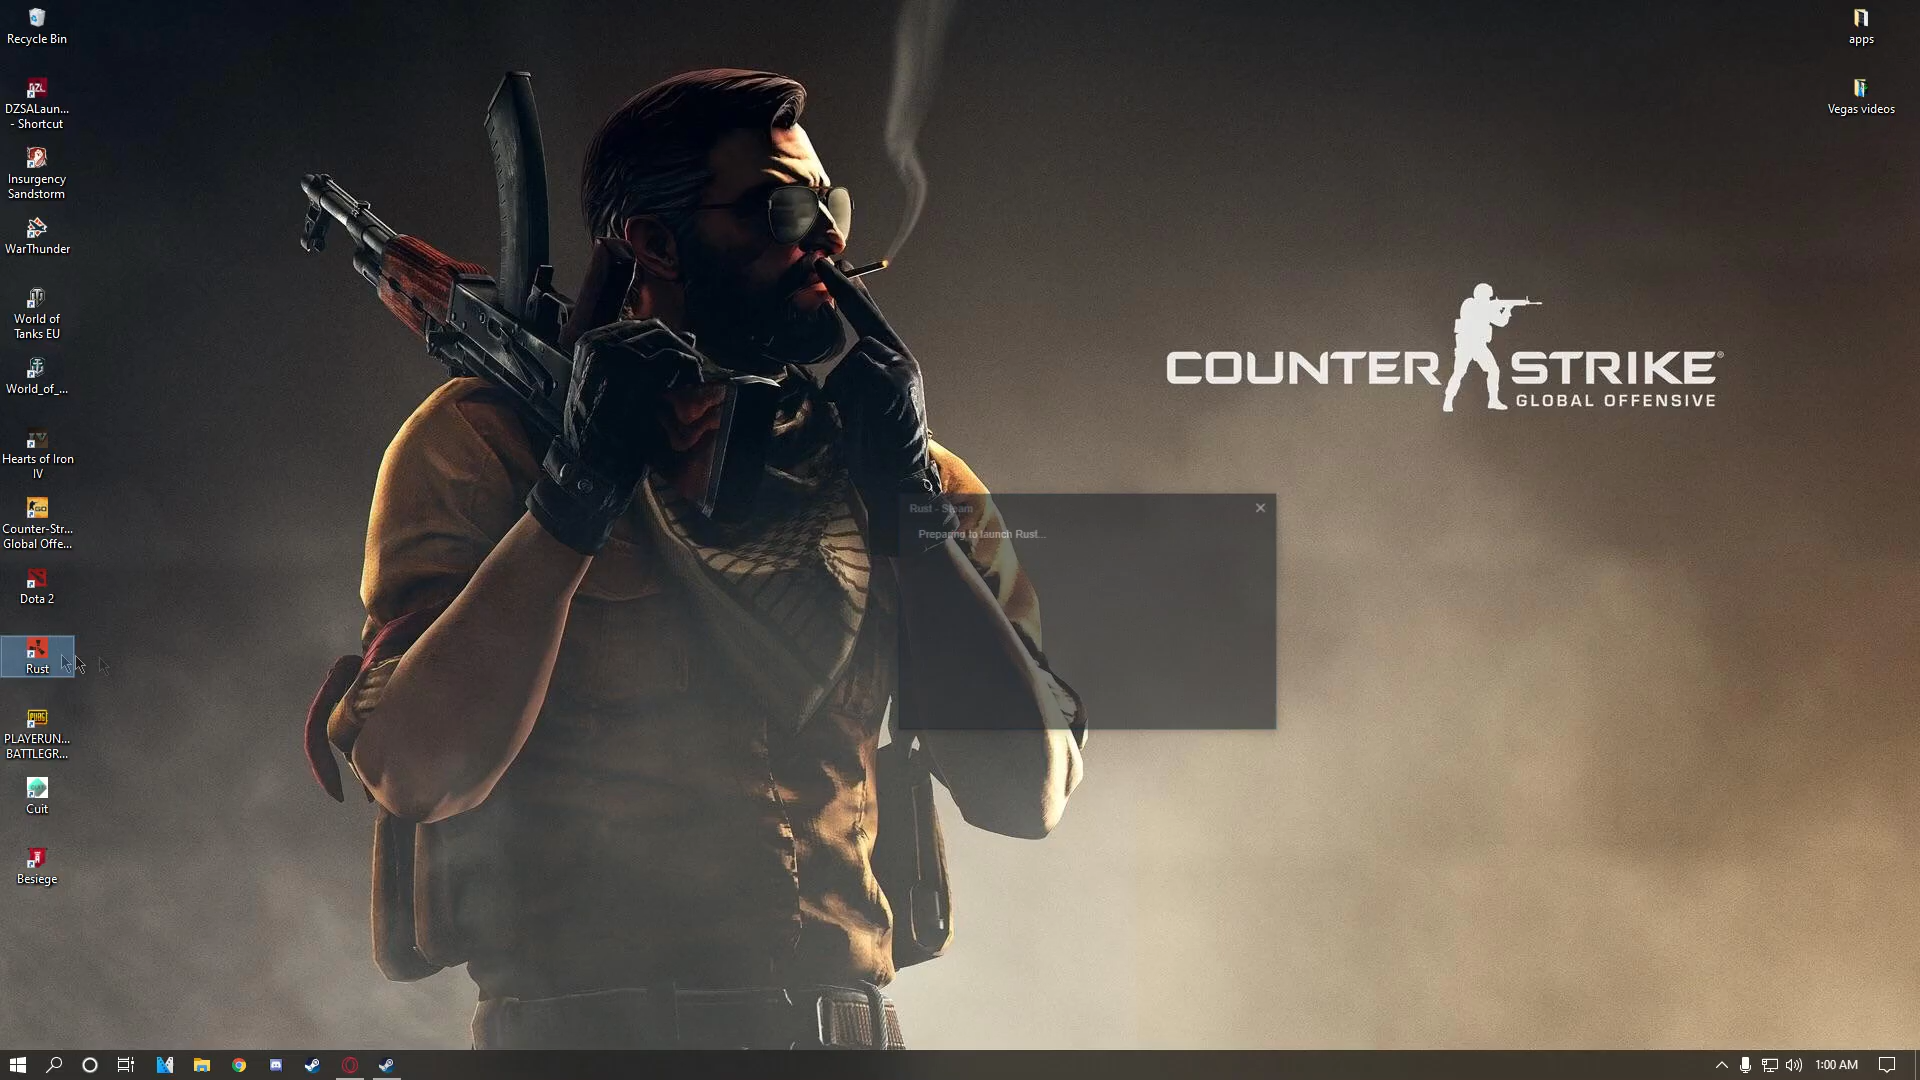 Recycle Bin
DZSALaun...
- Shortcut
Insurgency
Sandstorm
WarThunder
World of
Tanks EU
World_of_...
Hearts of Iron
IV
Counter-Str...
Global Offe...
Dota 2
Rust
PLAYERUN...
BATTLEGR...
Cuit
Besiege
apps
Vegas videos
COUNTER STRIKE®
GLOBAL OFFENSIVE
Rust - Steam
Preparing to launch Rust...
1:00 AM